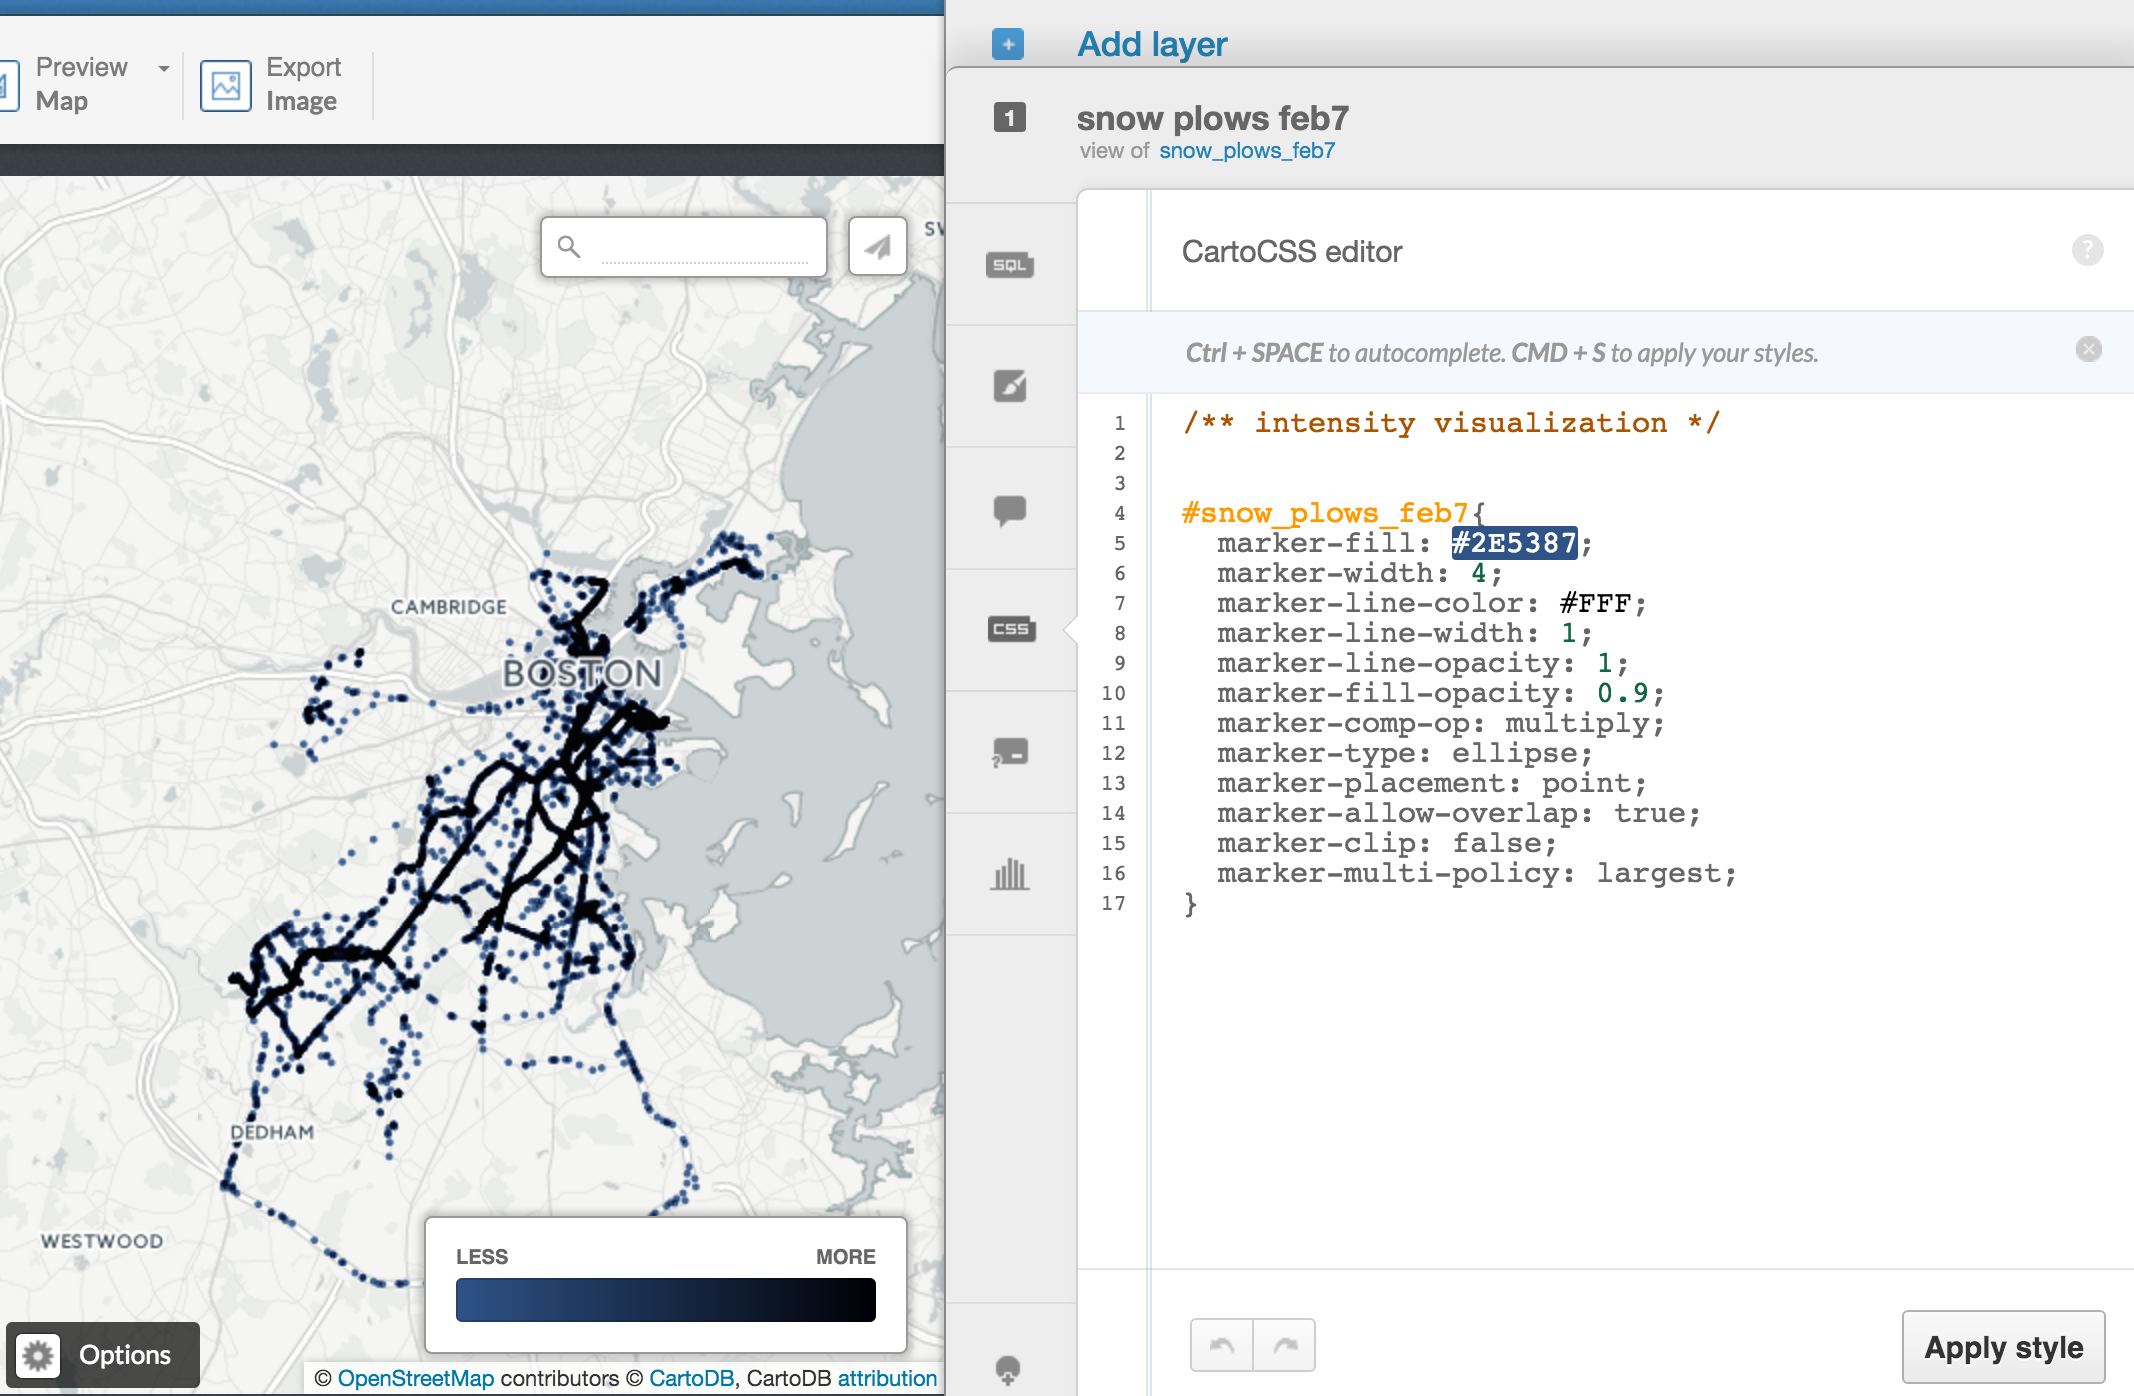 Preview
Map
Export
Image
Add layer
1
snow plows feb7
view of snow_plows_feb7
SQL
CSS
?
CartoCSS editor
?
Ctrl + SPACE to autocomplete. CMD + S to apply your styles.
1 /** intensity visualization */
2
3
4 #snow_plows_feb7{
5 marker-fill: #2E5387;
6 marker-width: 4;
7 marker-line-color: #FFF;
8 marker-line-width: 1;
9 marker-line-opacity: 1;
10 marker-fill-opacity: 0.9;
11 marker-comp-op: multiply;
12 marker-type: ellipse;
13 marker-placement: point;
14 marker-allow-overlap: true;
15 marker-clip: false;
16 marker-multi-policy: largest;
17 }
Apply style
CAMBRIDGE
BOSTON
DEDHAM
WESTWOOD
LESS MORE
Options
© OpenStreetMap contributors © CartoDB, CartoDB attribution